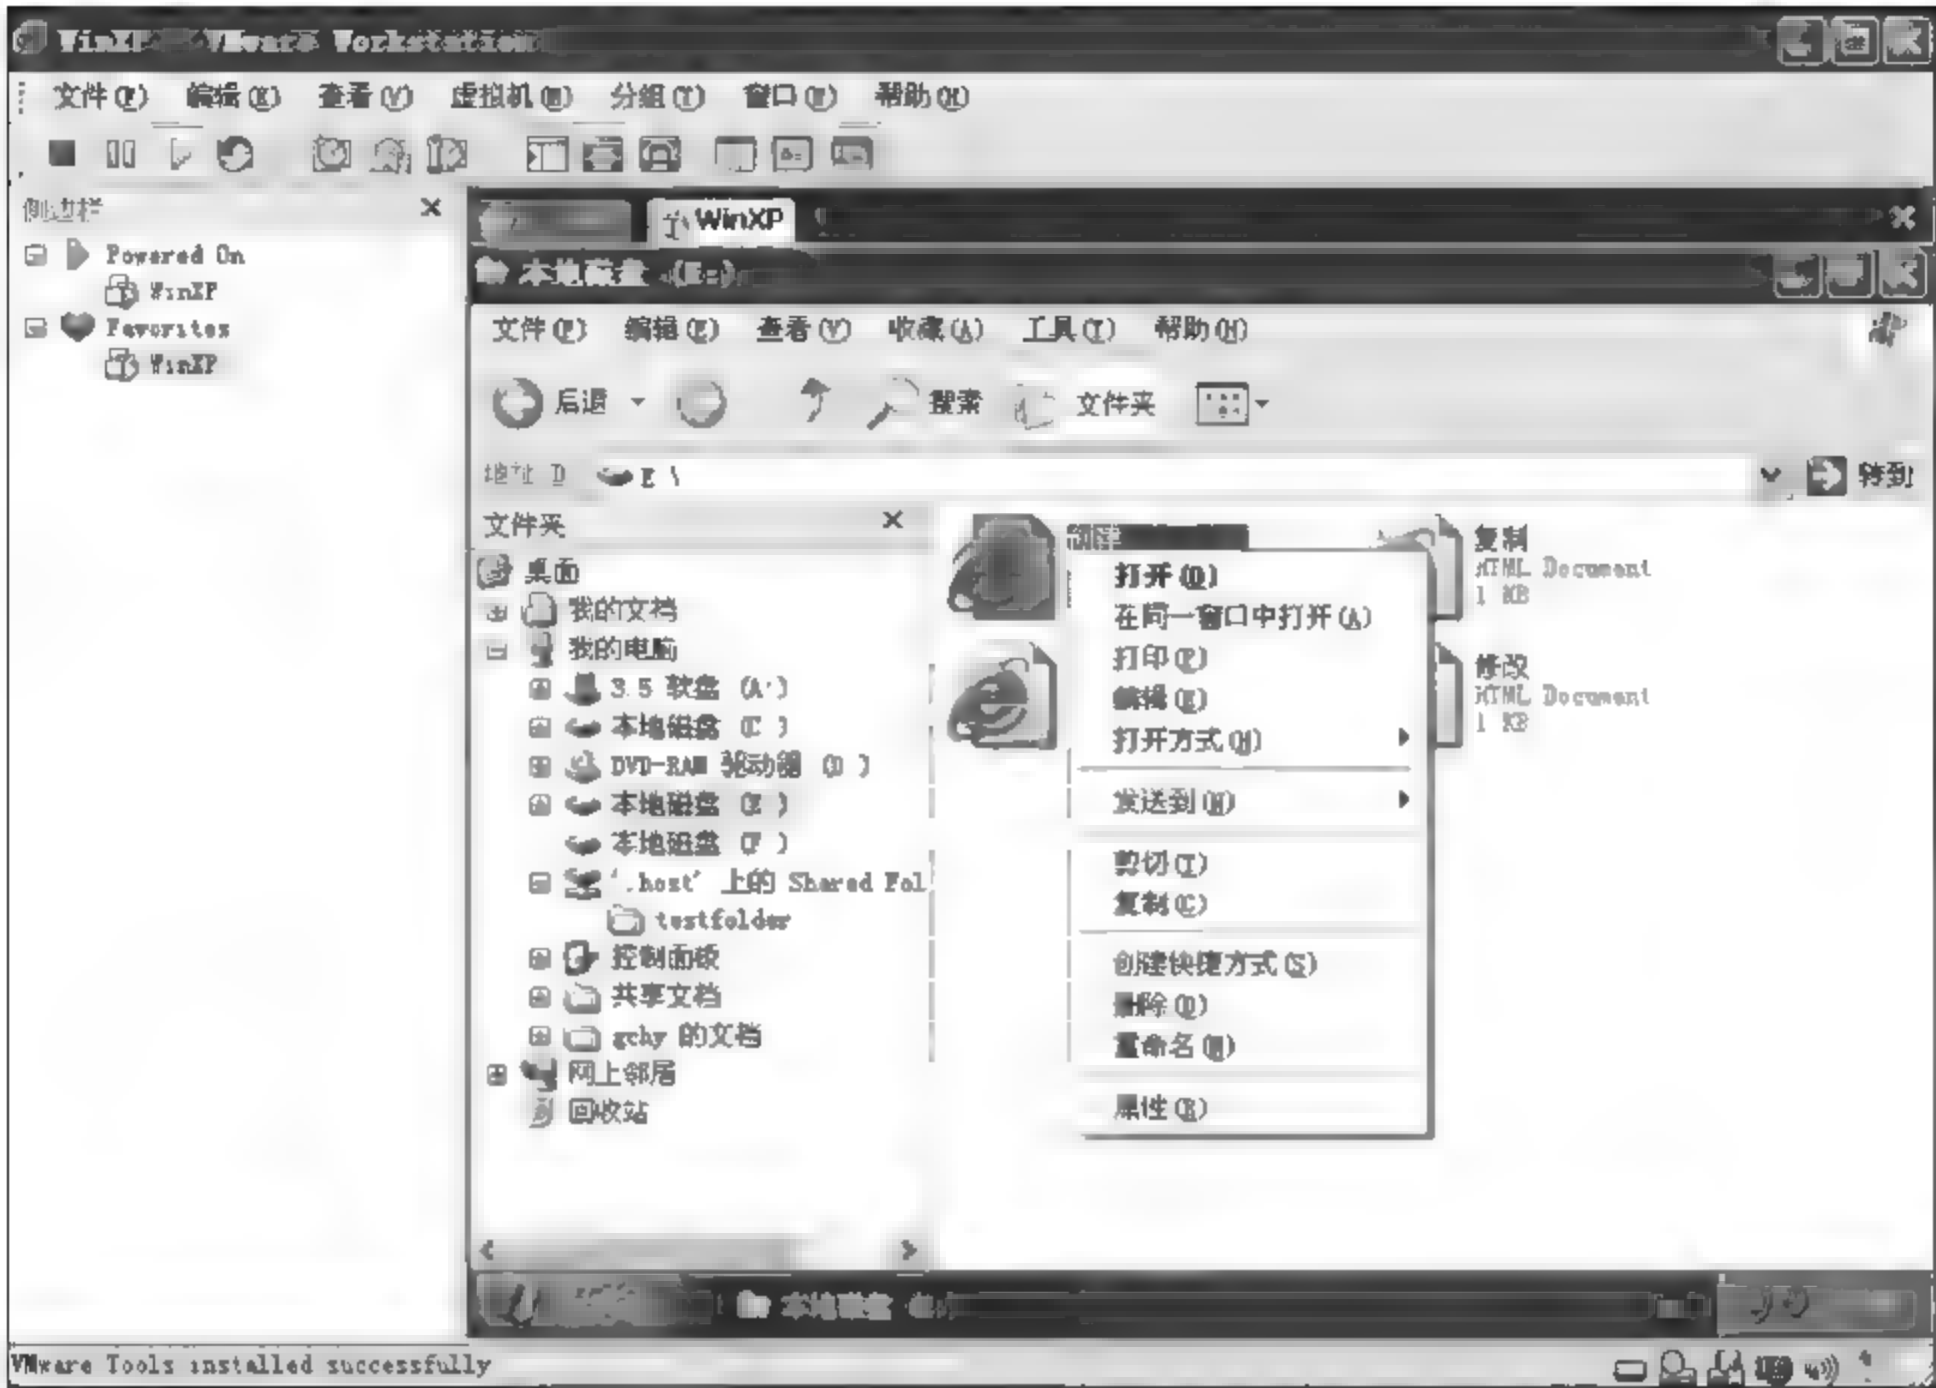 WinXP VMware Workstation
文件(F) 编辑(E) 查看(V) 虚拟机(M) 分组(T) 窗口(W) 帮助(H)
侧边栏
Powered On
WinXP
Favorites
WinXP
WinXP
本地磁盘 (E:)
文件(F) 编辑(E) 查看(V) 收藏(A) 工具(T) 帮助(H)
后退 搜索 文件夹
地址 D E \ 转到
文件夹
桌面
我的文档
我的电脑
3.5 软盘 (A:)
本地磁盘 (C )
DVD-RAM 驱动器 (D )
本地磁盘 (E )
本地磁盘 (F )
'.host' 上的 Shared Fol
testfolder
控制面板
共享文档
gchy 的文档
网上邻居
回收站
创建
打开(O)
在同一窗口中打开(A)
打印(P)
编辑(E)
打开方式(H)
发送到(N)
剪切(T)
复制(C)
创建快捷方式(S)
删除(D)
重命名(M)
属性(R)
复制
HTML Document
1 KB
修改
HTML Document
1 KB
本地磁盘
VMware Tools installed successfully